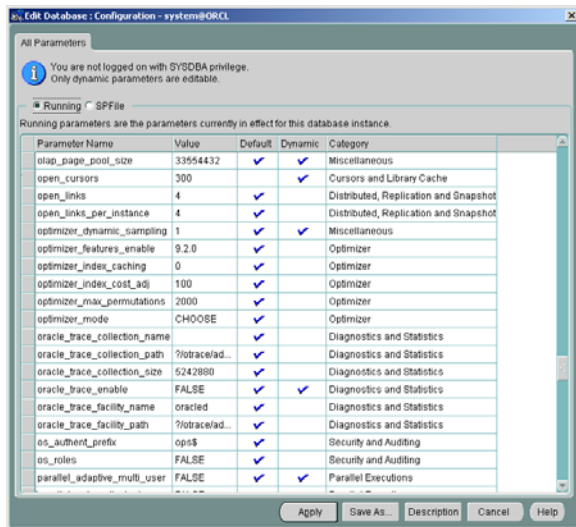 Edit Database : Configuration - system@ORCL
All Parameters
You are not logged on with SYSDBA privilege.
Only dynamic parameters are editable.
Running SPFile
Running parameters are the parameters currently in effect for this database instance.
Parameter Name Value Default Dynamic Category
olap_page_pool_size 33554432 Miscellaneous
open_cursors 300 Cursors and Library Cache
open_links 4 Distributed, Replication and Snapshot
open_links_per_instance 4 Distributed, Replication and Snapshot
optimizer_dynamic_sampling 1 Miscellaneous
optimizer_features_enable 9.2.0 Optimizer
optimizer_index_caching 0 Optimizer
optimizer_index_cost_adj 100 Optimizer
optimizer_max_permutations 2000 Optimizer
optimizer_mode CHOOSE Optimizer
oracle_trace_collection_name Diagnostics and Statistics
oracle_trace_collection_path ?/otrace/ad... Diagnostics and Statistics
oracle_trace_collection_size 5242880 Diagnostics and Statistics
oracle_trace_enable FALSE Diagnostics and Statistics
oracle_trace_facility_name oracled Diagnostics and Statistics
oracle_trace_facility_path ?/otrace/ad... Diagnostics and Statistics
os_authent_prefix ops$ Security and Auditing
os_roles FALSE Security and Auditing
parallel_adaptive_multi_user FALSE Parallel Executions
Apply Save As... Description Cancel Help